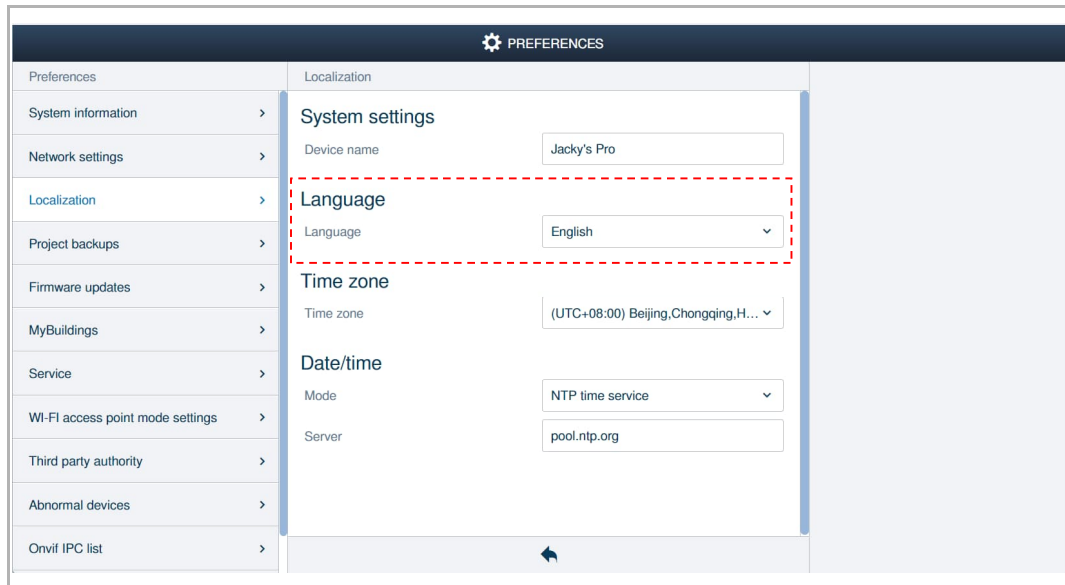 PREFERENCES
Preferences
Localization
System information
Network settings
Localization
Project backups
Firmware updates
MyBuildings
Service
WI-FI access point mode settings
Third party authority
Abnormal devices
Onvif IPC list
System settings
Device name
Jacky's Pro
Language
Language
English
Time zone
Time zone
(UTC+08:00) Beijing,Chongqing,H...
Date/time
Mode
NTP time service
Server
pool.ntp.org